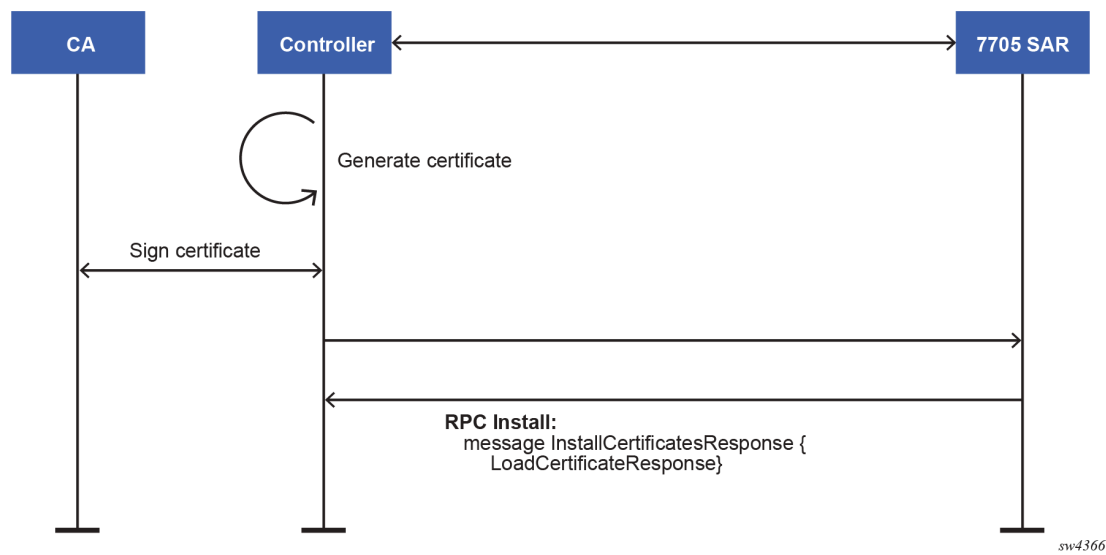 CA
Controller
7705 SAR
Generate certificate
Sign certificate
RPC Install:
message InstallCertificatesResponse {
LoadCertificateResponse}
sw4366